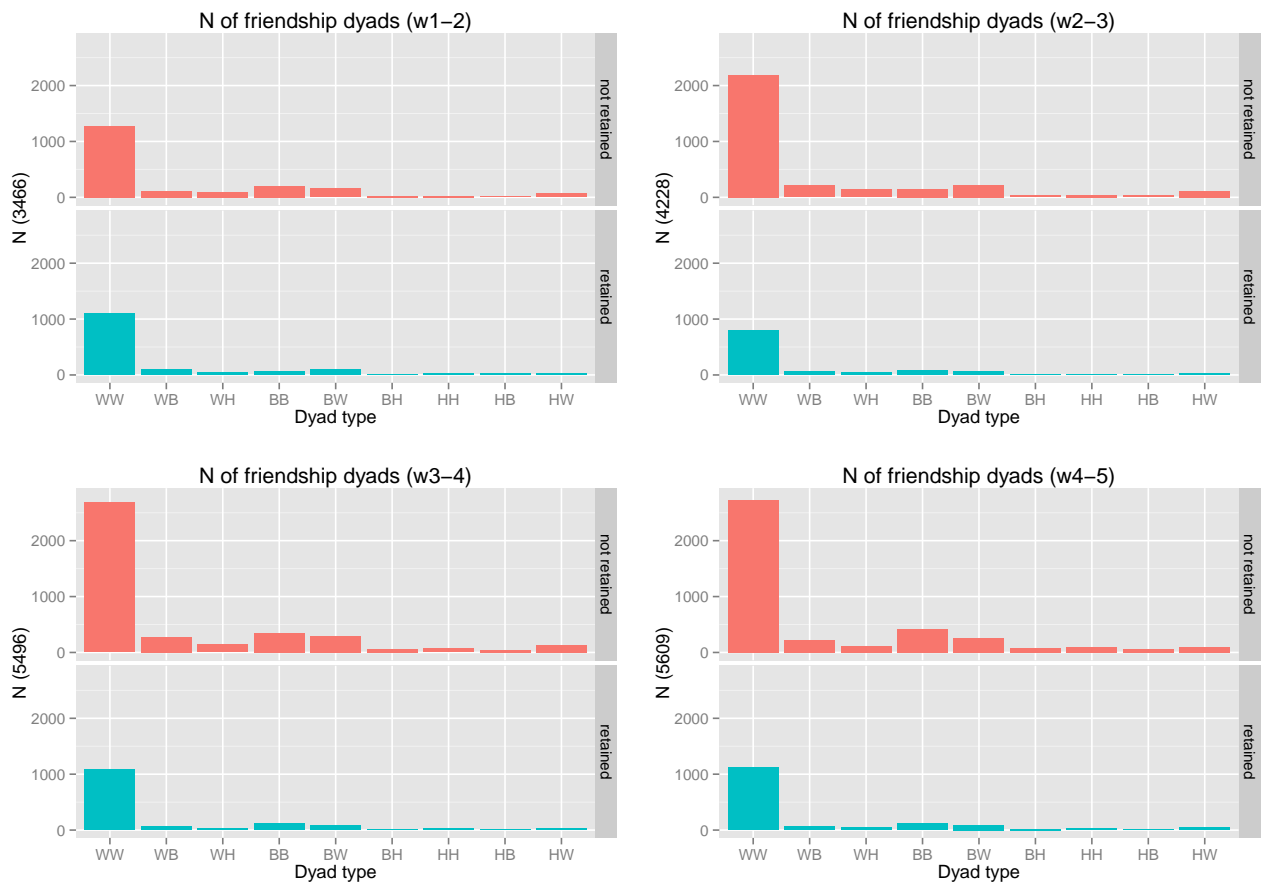 N of friendship dyads (w1−2)
N (3466)
2000
1000
0
not retained
2000
1000
0
retained
WW WB WH BB BW BH HH HB HW
Dyad type
N of friendship dyads (w2−3)
N (4228)
2000
1000
0
not retained
2000
1000
0
retained
WW WB WH BB BW BH HH HB HW
Dyad type
N of friendship dyads (w3−4)
N (5496)
2000
1000
0
not retained
2000
1000
0
retained
WW WB WH BB BW BH HH HB HW
Dyad type
N of friendship dyads (w4−5)
N (5609)
2000
1000
0
not retained
2000
1000
0
retained
WW WB WH BB BW BH HH HB HW
Dyad type